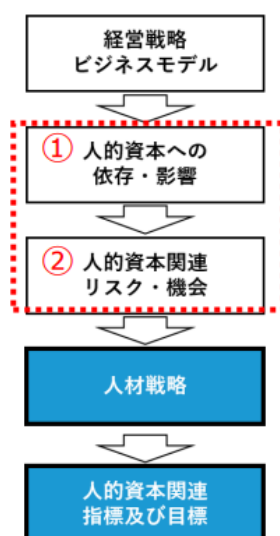 経営戦略
ビジネスモデル
① 人的資本への
依存・影響
② 人的資本関連
リスク・機会
人材戦略
人的資本関連
指標及び目標